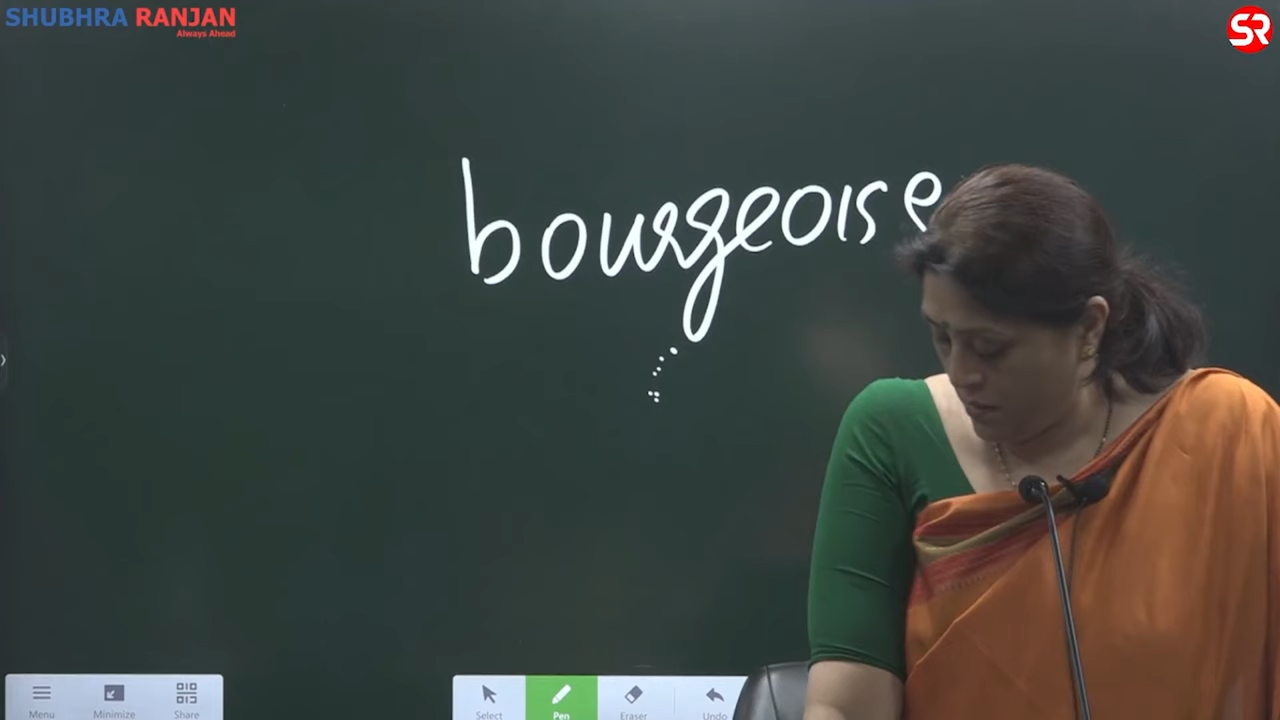 SHUBHRA RANJAN
Always Ahead
SR
bourgeoise
Menu
Minimize
Share
Select
Pen
Eraser
Undo